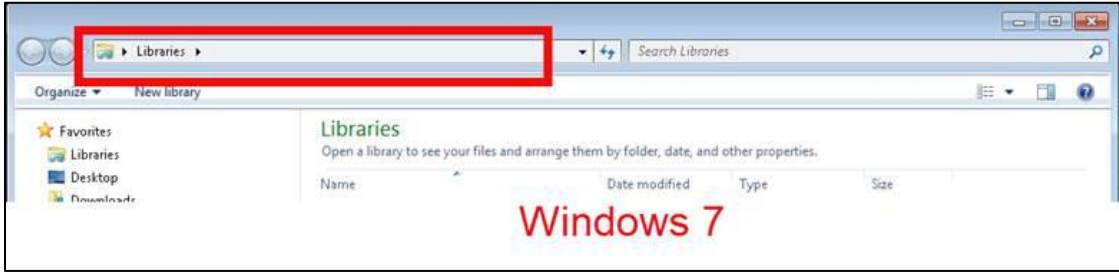 Libraries
Search Libraries
Organize New library
Favorites
Libraries
Desktop
Downloads
Libraries
Open a library to see your files and arrange them by folder, date, and other properties.
Name Date modified Type Size
Windows 7